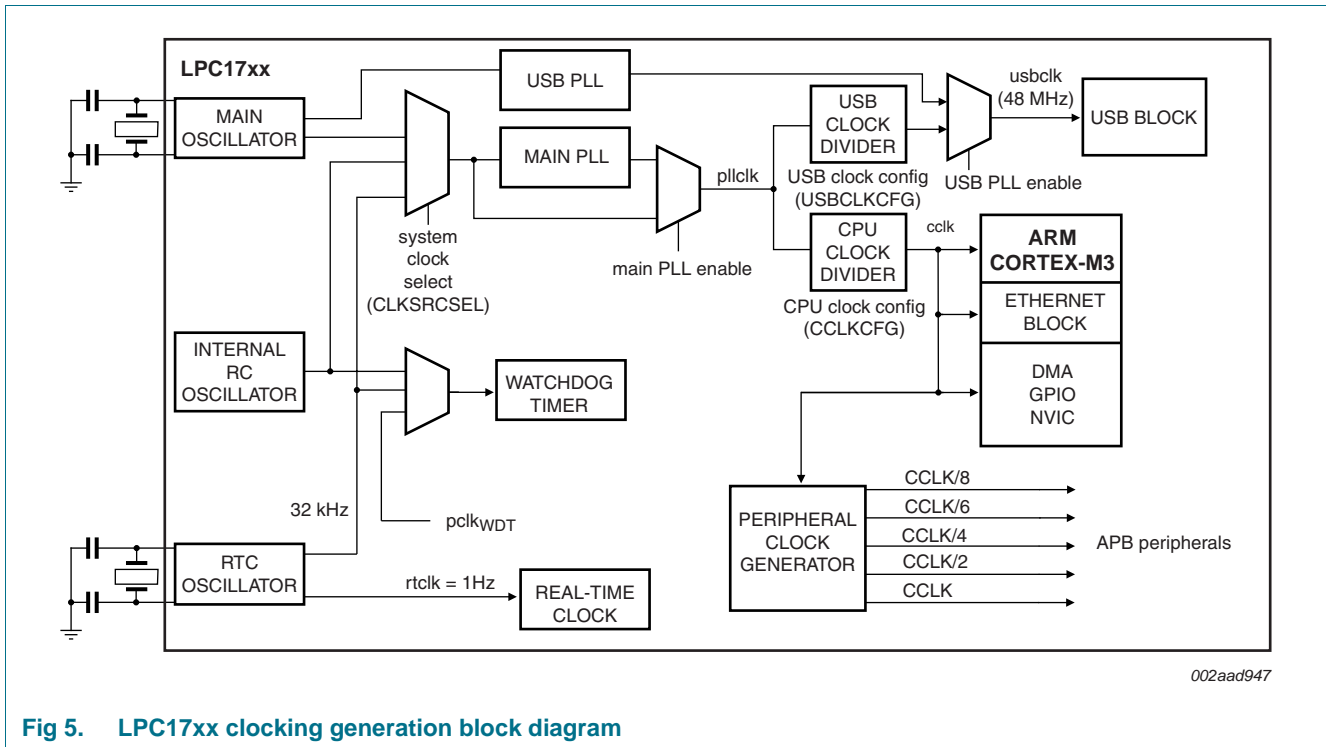 LPC17xx
MAIN
OSCILLATOR
USB PLL
MAIN PLL
system
clock
select
(CLKSRCSEL)
main PLL enable
pllclk
USB
CLOCK
DIVIDER
USB clock config
(USBCLKCFG)
usbclk
(48 MHz)
USB PLL enable
USB BLOCK
CPU
CLOCK
DIVIDER
CPU clock config
(CCLKCFG)
cclk
ARM
CORTEX-M3
ETHERNET
BLOCK
DMA
GPIO
NVIC
INTERNAL
RC
OSCILLATOR
WATCHDOG
TIMER
32 kHz
pclkWDT
RTC
OSCILLATOR
rtclk = 1Hz
REAL-TIME
CLOCK
PERIPHERAL
CLOCK
GENERATOR
CCLK/8
CCLK/6
CCLK/4
CCLK/2
CCLK
APB peripherals
002aad947
Fig 5. LPC17xx clocking generation block diagram